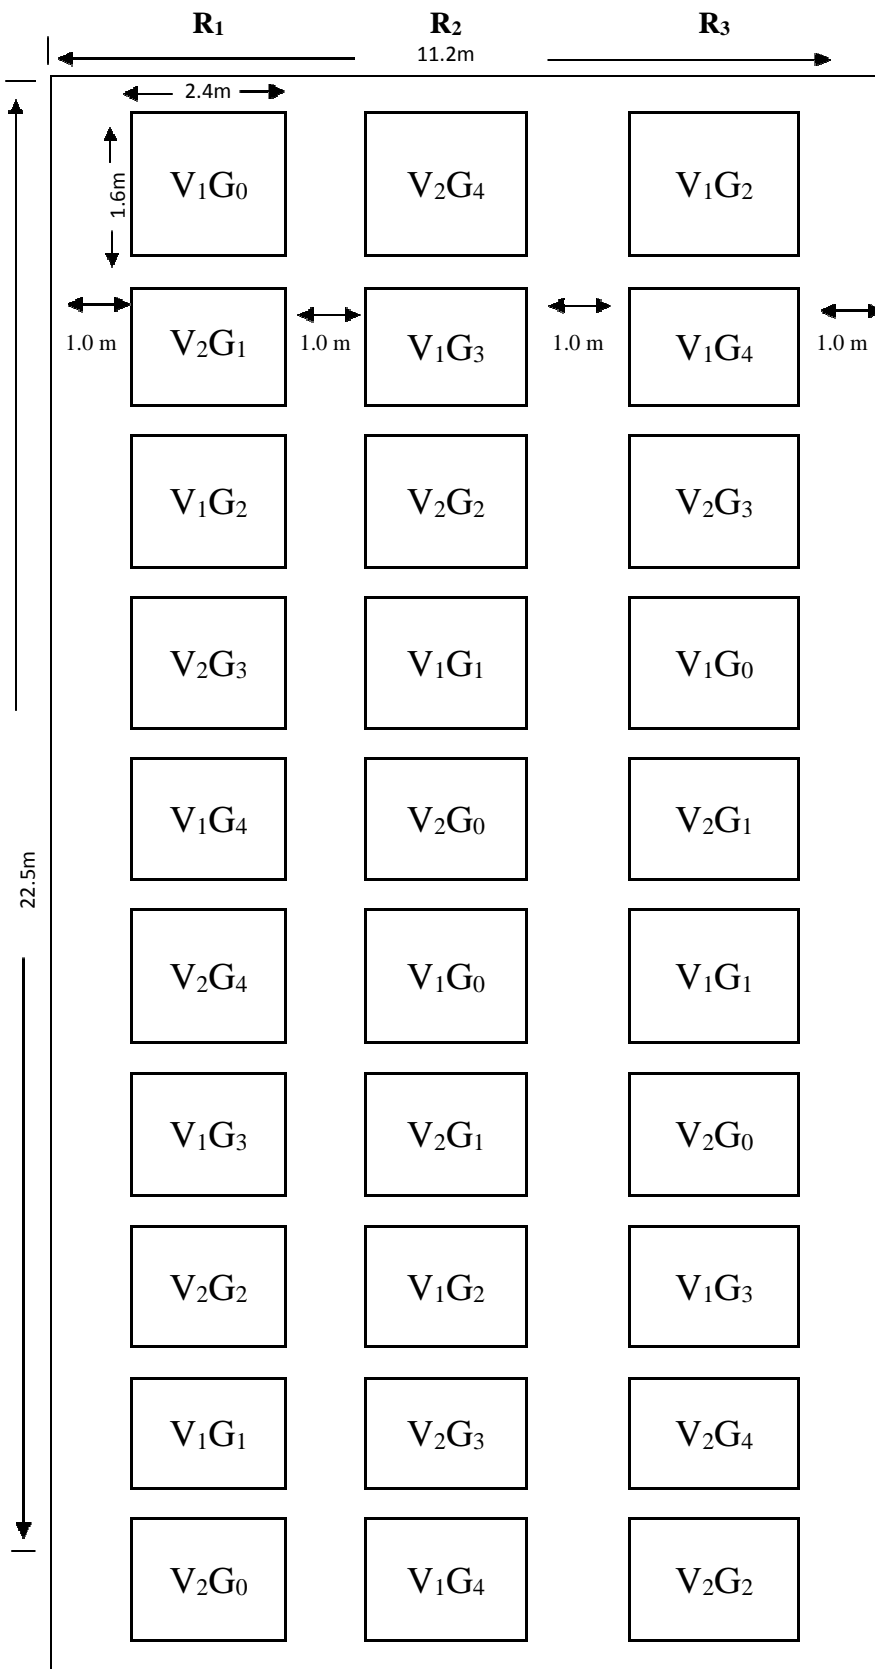 R₁ R₂ R₃
11.2m
2.4m
1.6m
V₁G₀ V₂G₄ V₁G₂
V₂G₁ V₁G₃ V₁G₄
1.0 m 1.0 m 1.0 m 1.0 m
V₁G₂ V₂G₂ V₂G₃
V₂G₃ V₁G₁ V₁G₀
V₁G₄ V₂G₀ V₂G₁
22.5m
V₂G₄ V₁G₀ V₁G₁
V₁G₃ V₂G₁ V₂G₀
V₂G₂ V₁G₂ V₁G₃
V₁G₁ V₂G₃ V₂G₄
V₂G₀ V₁G₄ V₂G₂